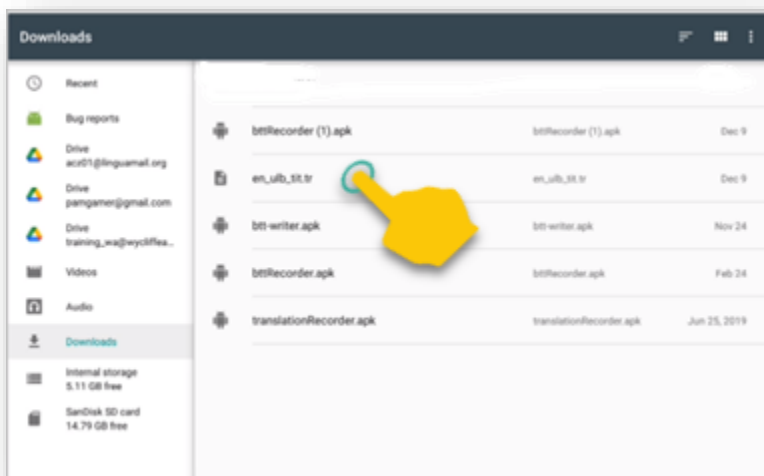 Downloads
Recent
Bug reports
Drive
acz01@linguamail.org
Drive
pamgamer@gmail.com
Drive
training_wa@wycliffea...
Videos
Audio
Downloads
Internal storage
5.11 GB free
SanDisk SD card
14.79 GB free
bttRecorder (1).apk bttRecorder (1).apk Dec 9
en_ulb_tit.tr en_ulb_tit.tr Dec 9
btt-writer.apk btt-writer.apk Nov 24
bttRecorder.apk bttRecorder.apk Feb 24
translationRecorder.apk translationRecorder.apk Jun 25, 2019